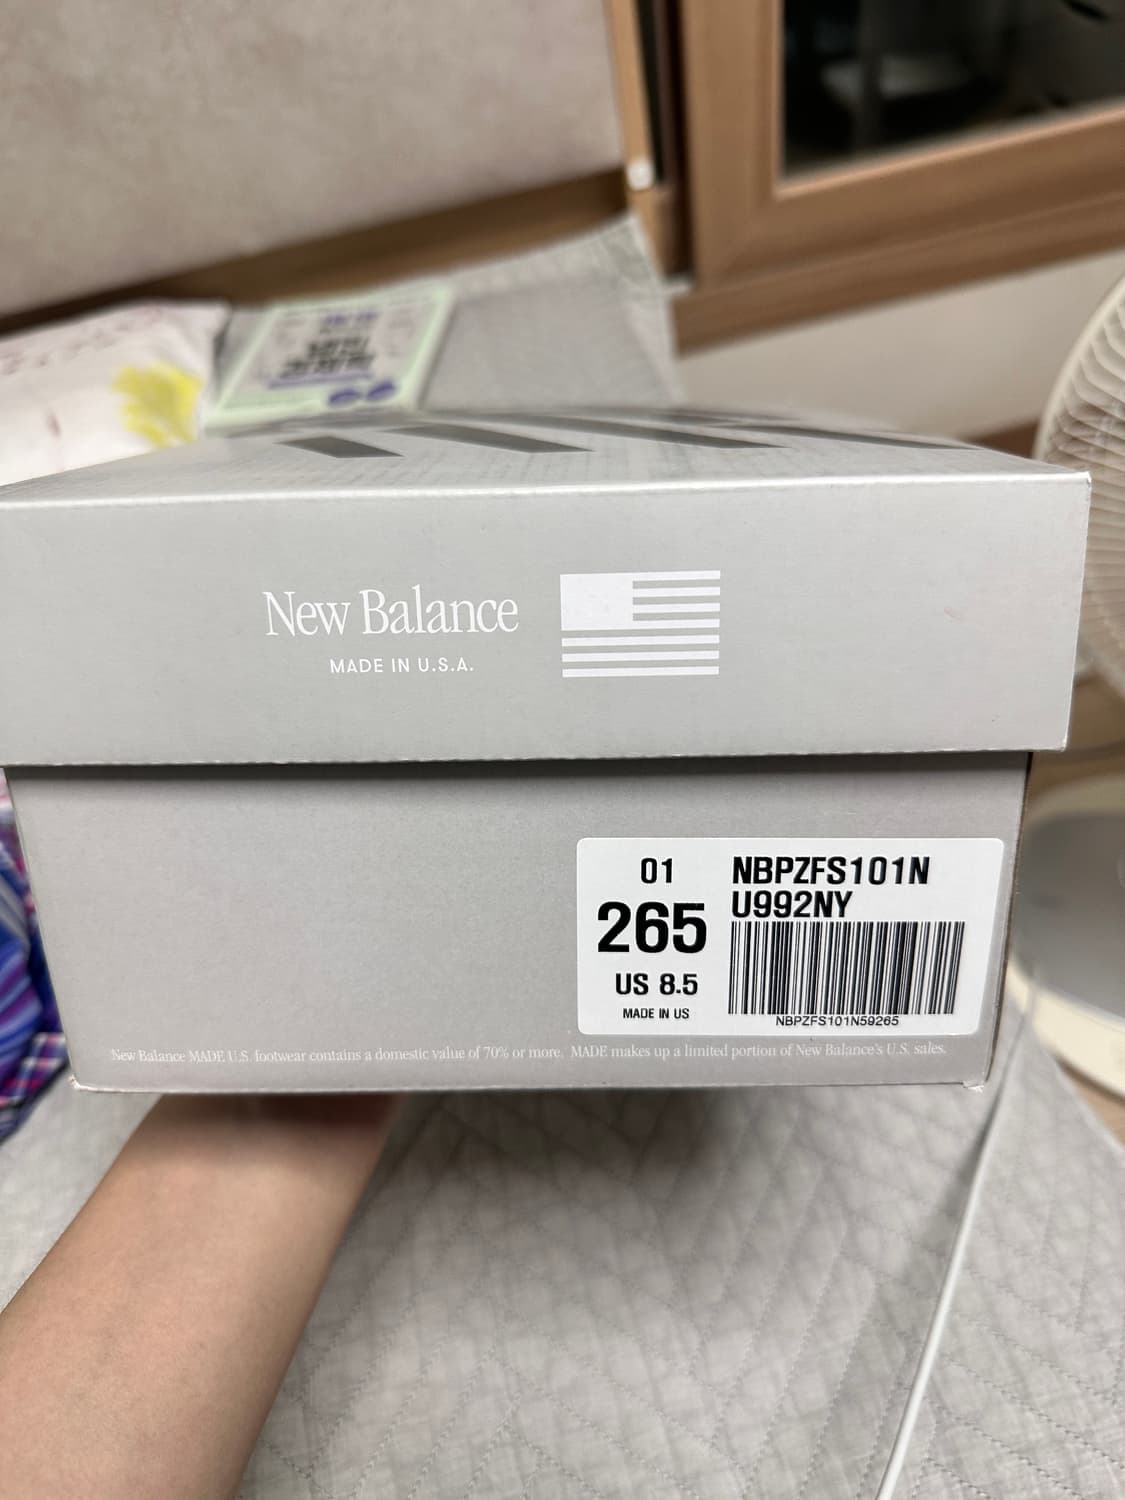 New Balance
MADE IN U.S.A.
01
265
US 8.5
MADE IN US
NBPZFS101N
U992NY
NBPZFS101N59265
New Balance MADE U.S. footwear contains a domestic value of 70% or more. MADE makes up a limited portion of New Balance's U.S. sales.